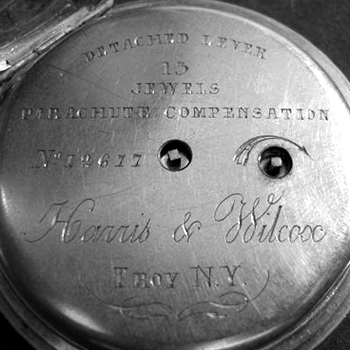 DETACHED LEVER
15
JEWELS
PARACHUTE COMPENSATION
No 12617
Harris & Wilcox
TROY N.Y.